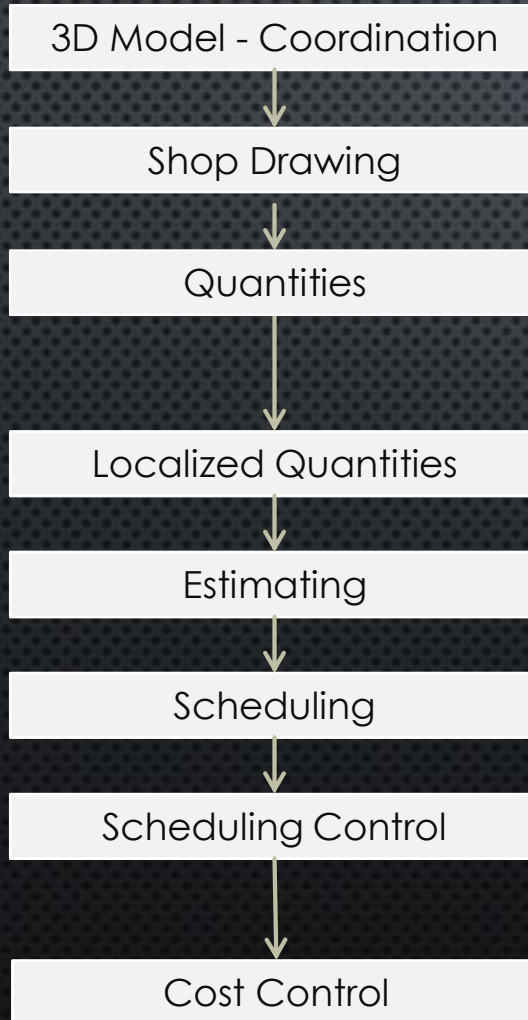 3D Model - Coordination
Shop Drawing
Quantities
Localized Quantities
Estimating
Scheduling
Scheduling Control
Cost Control